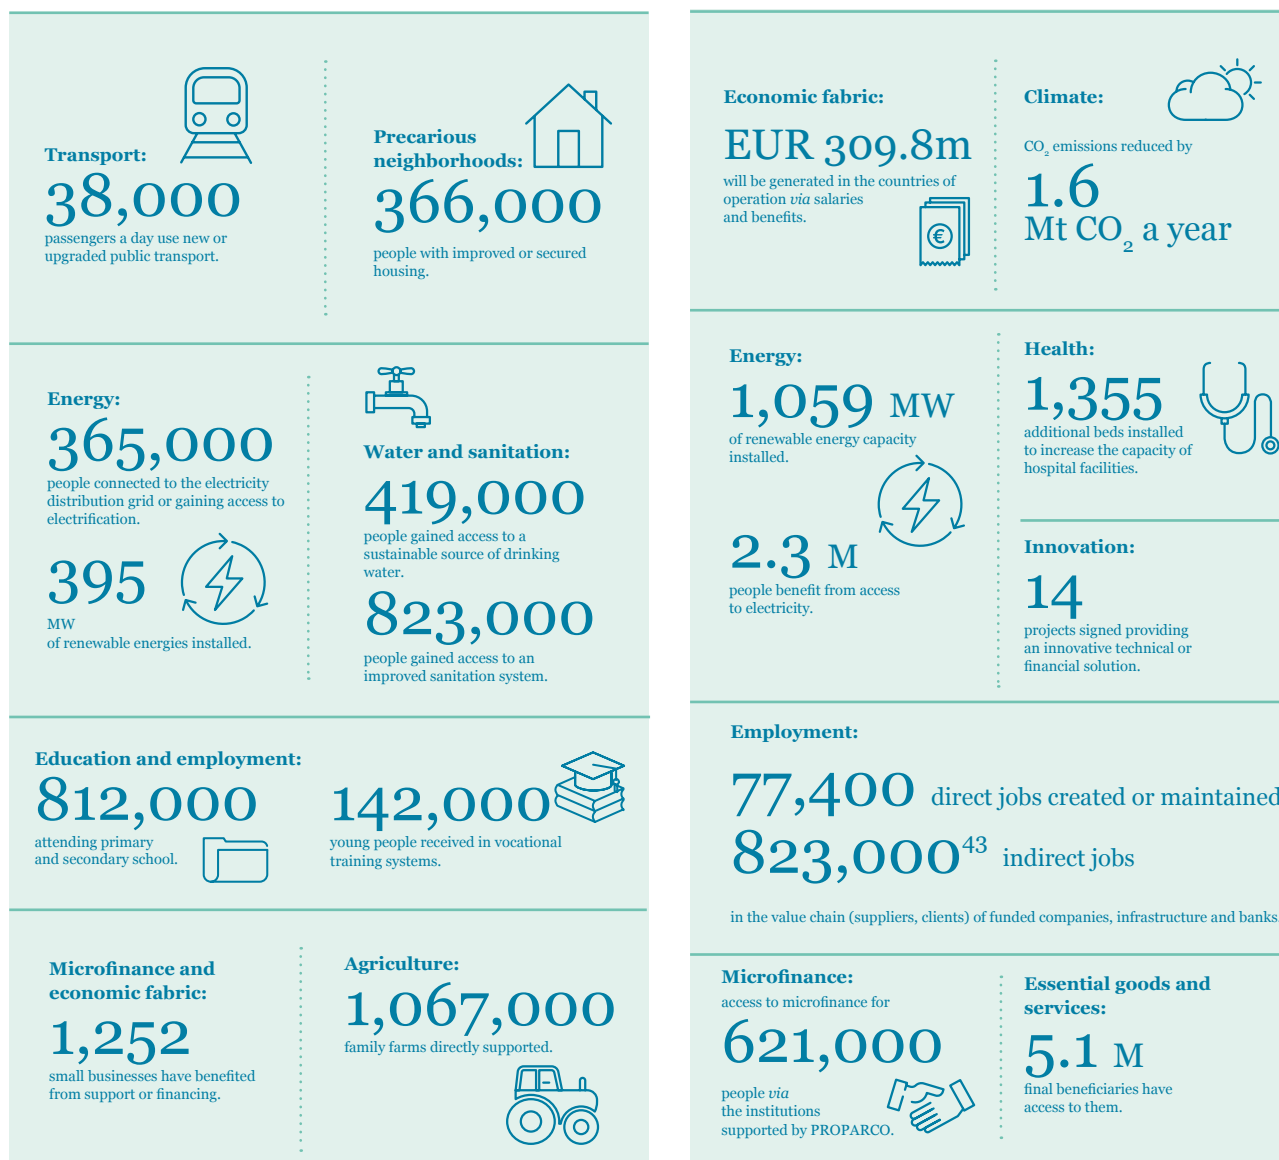 Transport:
38,000
passengers a day use new or
upgraded public transport.
Precarious
neighborhoods:
366,000
people with improved or secured
housing.
Energy:
365,000
people connected to the electricity
distribution grid or gaining access to
electrification.
395
MW
of renewable energies installed.
Water and sanitation:
419,000
people gained access to a
sustainable source of drinking
water.
823,000
people gained access to an
improved sanitation system.
Education and employment:
812,000
attending primary
and secondary school.
142,000
young people received in vocational
training systems.
Microfinance and
economic fabric:
1,252
small businesses have benefited
from support or financing.
Agriculture:
1,067,000
family farms directly supported.
Economic fabric:
EUR 309.8m
will be generated in the countries of
operation via salaries
and benefits.
€
Climate:
CO2 emissions reduced by
1.6
Mt CO2 a year
Energy:
1,059 MW
of renewable energy capacity
installed.
2.3 M
people benefit from access
to electricity.
Health:
1,355
additional beds installed
to increase the capacity of
hospital facilities.
Innovation:
14
projects signed providing
an innovative technical or
financial solution.
Employment:
77,400 direct jobs created or maintained
823,000⁴³ indirect jobs
in the value chain (suppliers, clients) of funded companies, infrastructure and banks
Microfinance:
access to microfinance for
621,000
people via
the institutions
supported by PROPARCO.
Essential goods and
services:
5.1 M
final beneficiaries have
access to them.